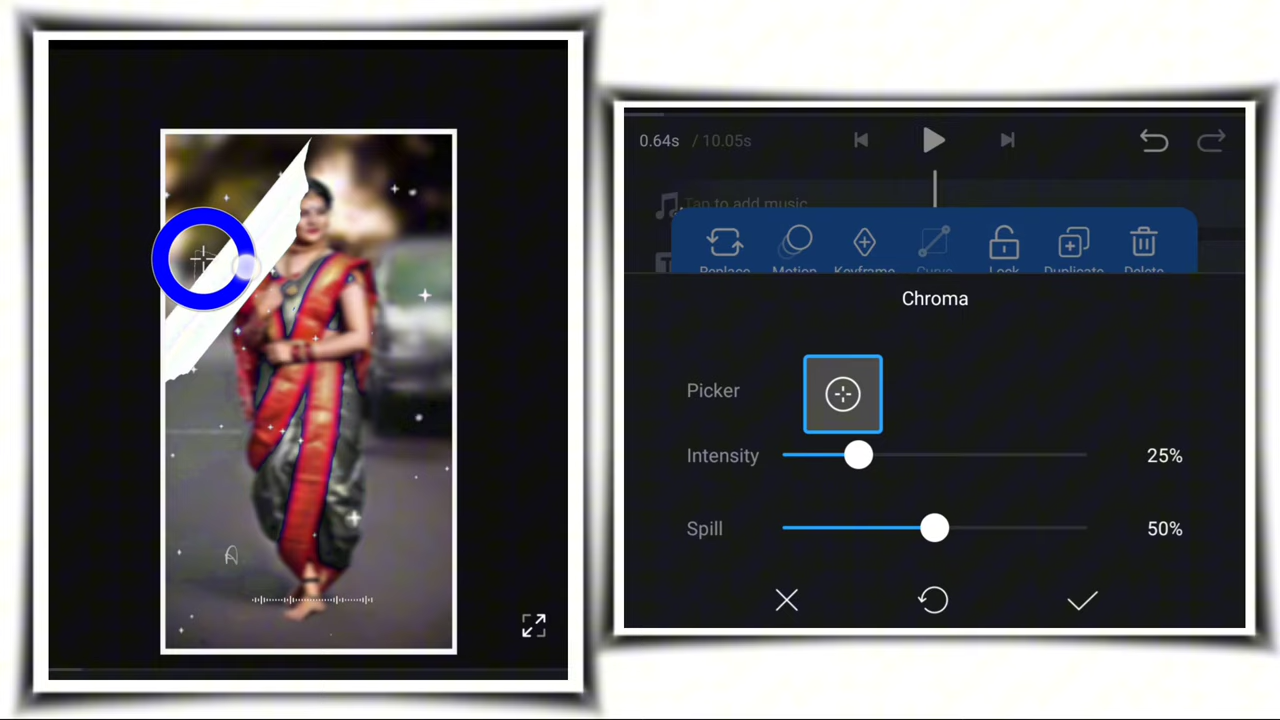 A
0.64s / 10.05s
Tap to add music
T
Replace Motion Keyframe Curve Lock Duplicate Delete
Chroma
Picker
Intensity 25%
Spill 50%